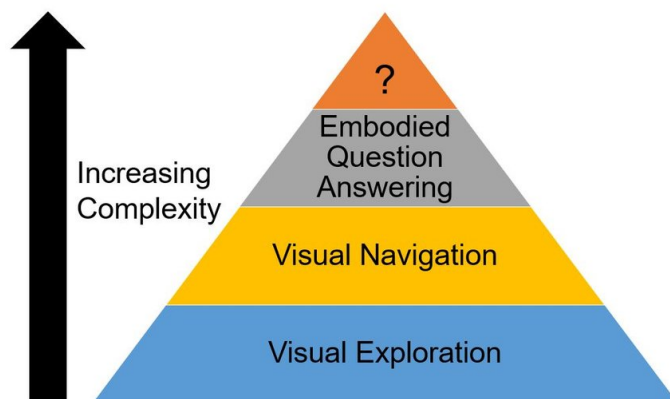 ?
Embodied
Question
Answering
Increasing
Complexity
Visual Navigation
Visual Exploration